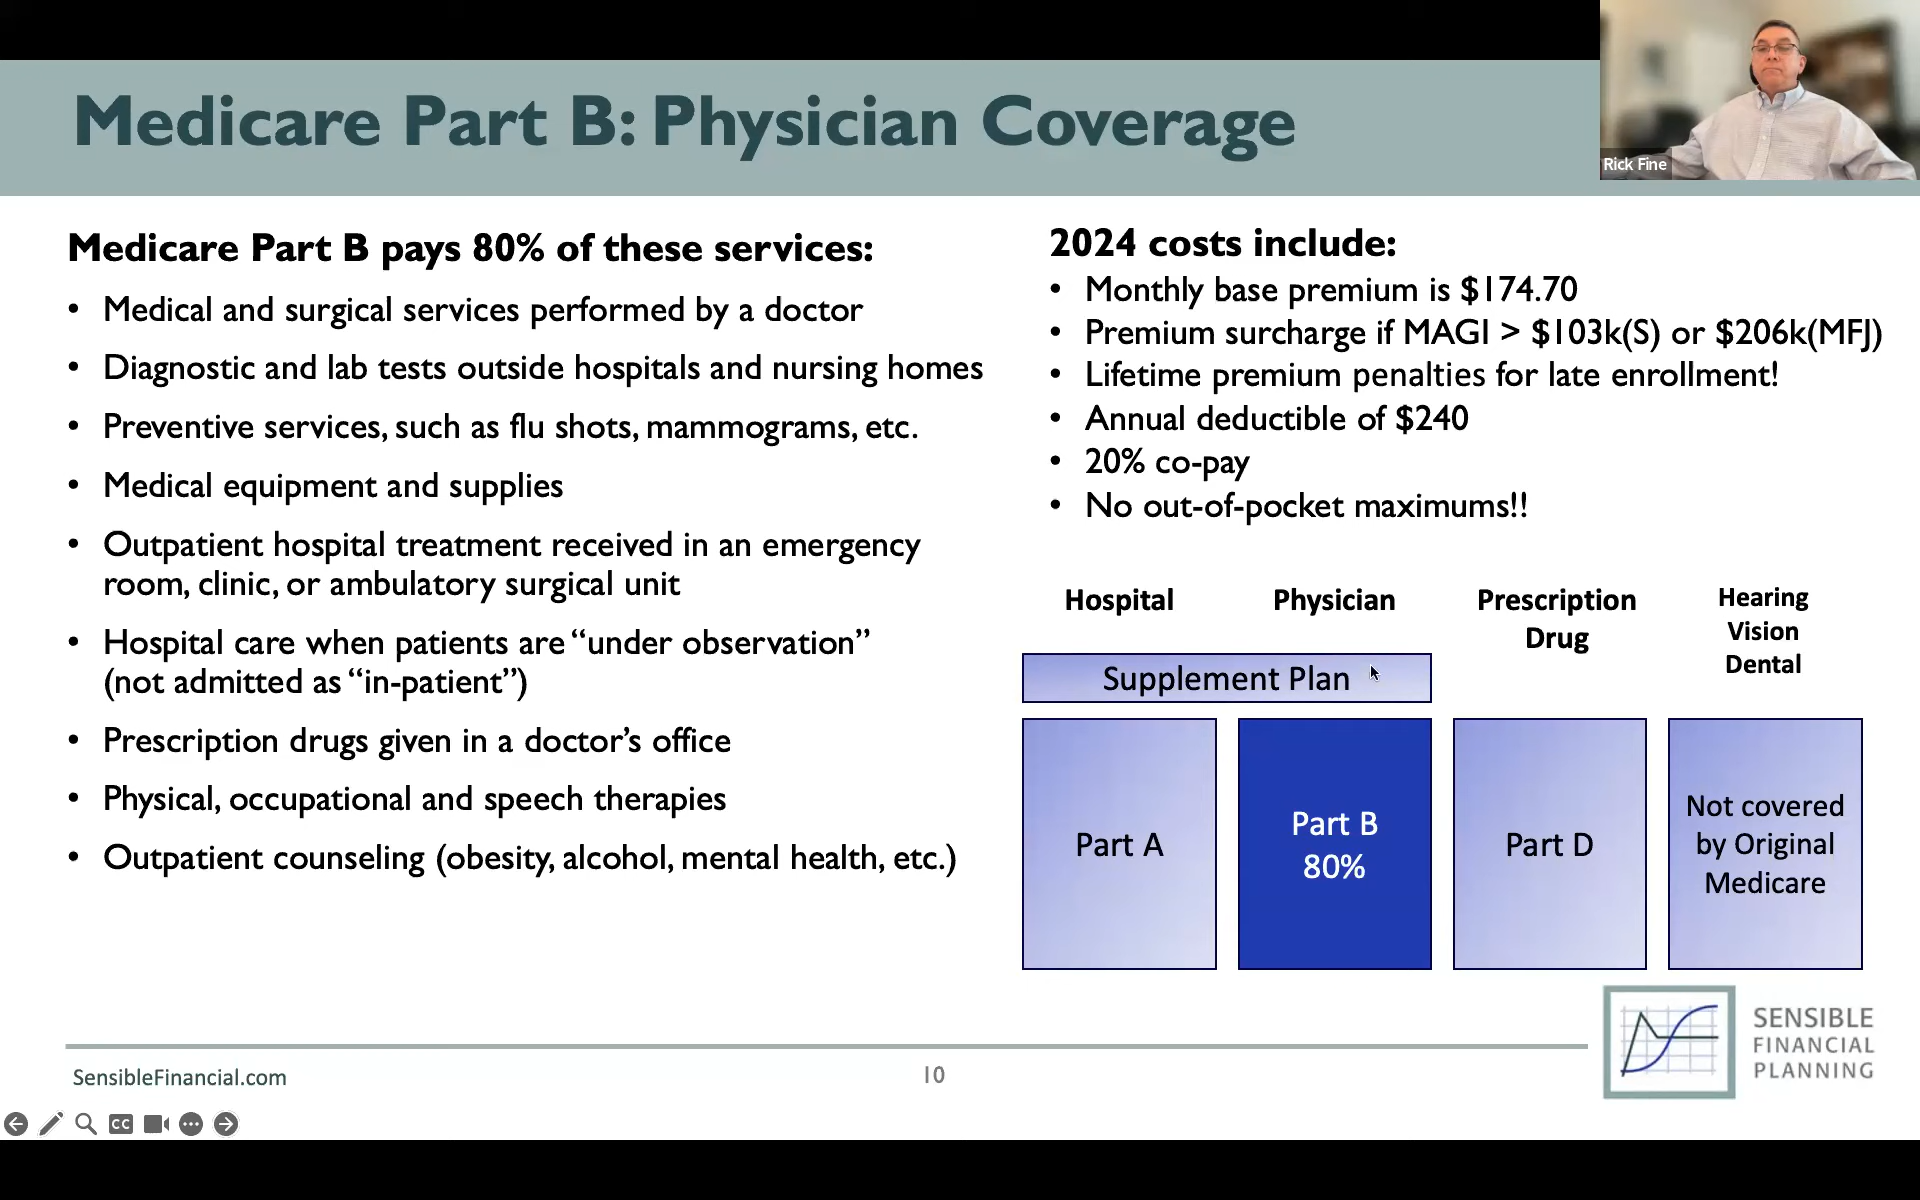 Medicare Part B: Physician Coverage
Rick Fine
Medicare Part B pays 80% of these services:
• Medical and surgical services performed by a doctor
• Diagnostic and lab tests outside hospitals and nursing homes
• Preventive services, such as flu shots, mammograms, etc.
• Medical equipment and supplies
• Outpatient hospital treatment received in an emergency
room, clinic, or ambulatory surgical unit
• Hospital care when patients are “under observation”
(not admitted as “in-patient”)
• Prescription drugs given in a doctor’s office
• Physical, occupational and speech therapies
• Outpatient counseling (obesity, alcohol, mental health, etc.)
2024 costs include:
• Monthly base premium is $174.70
• Premium surcharge if MAGI > $103k(S) or $206k(MFJ)
• Lifetime premium penalties for late enrollment!
• Annual deductible of $240
• 20% co-pay
• No out-of-pocket maximums!!
Hospital
Physician
Prescription
Drug
Hearing
Vision
Dental
Supplement Plan
Part A
Part B
80%
Part D
Not covered
by Original
Medicare
SENSIBLE
FINANCIAL
PLANNING
SensibleFinancial.com
10
CC